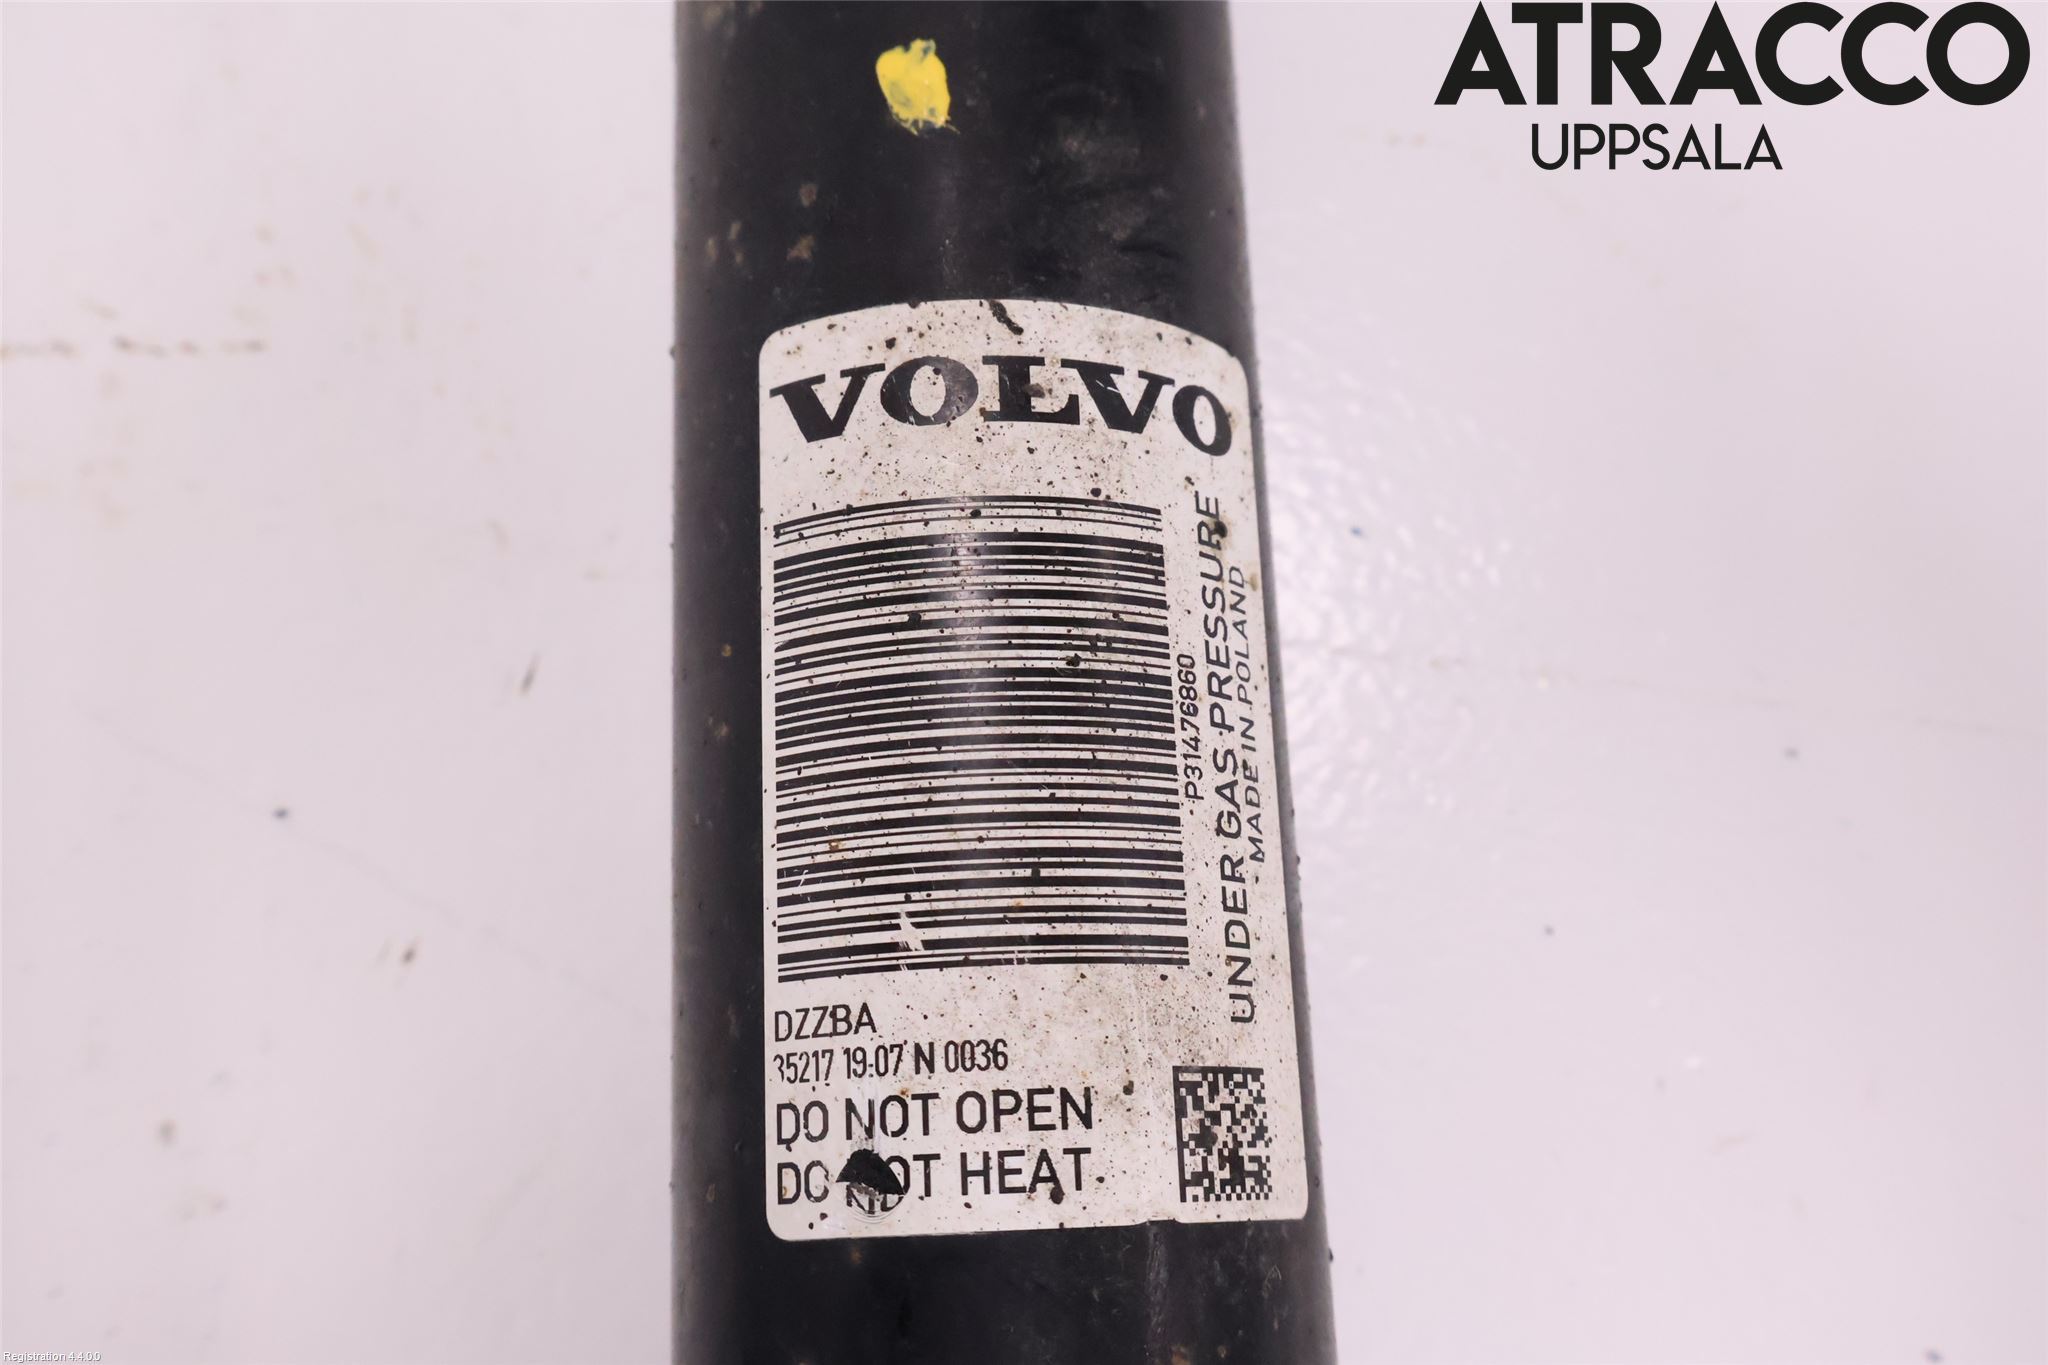 ATRACCO
UPPSALA
VOLVO
P31476860
UNDER GAS PRESSURE
MADE IN POLAND
DZZBA
35217 19:07 N 0036
DO NOT OPEN
DO NOT HEAT
Registration 4.4.0.0